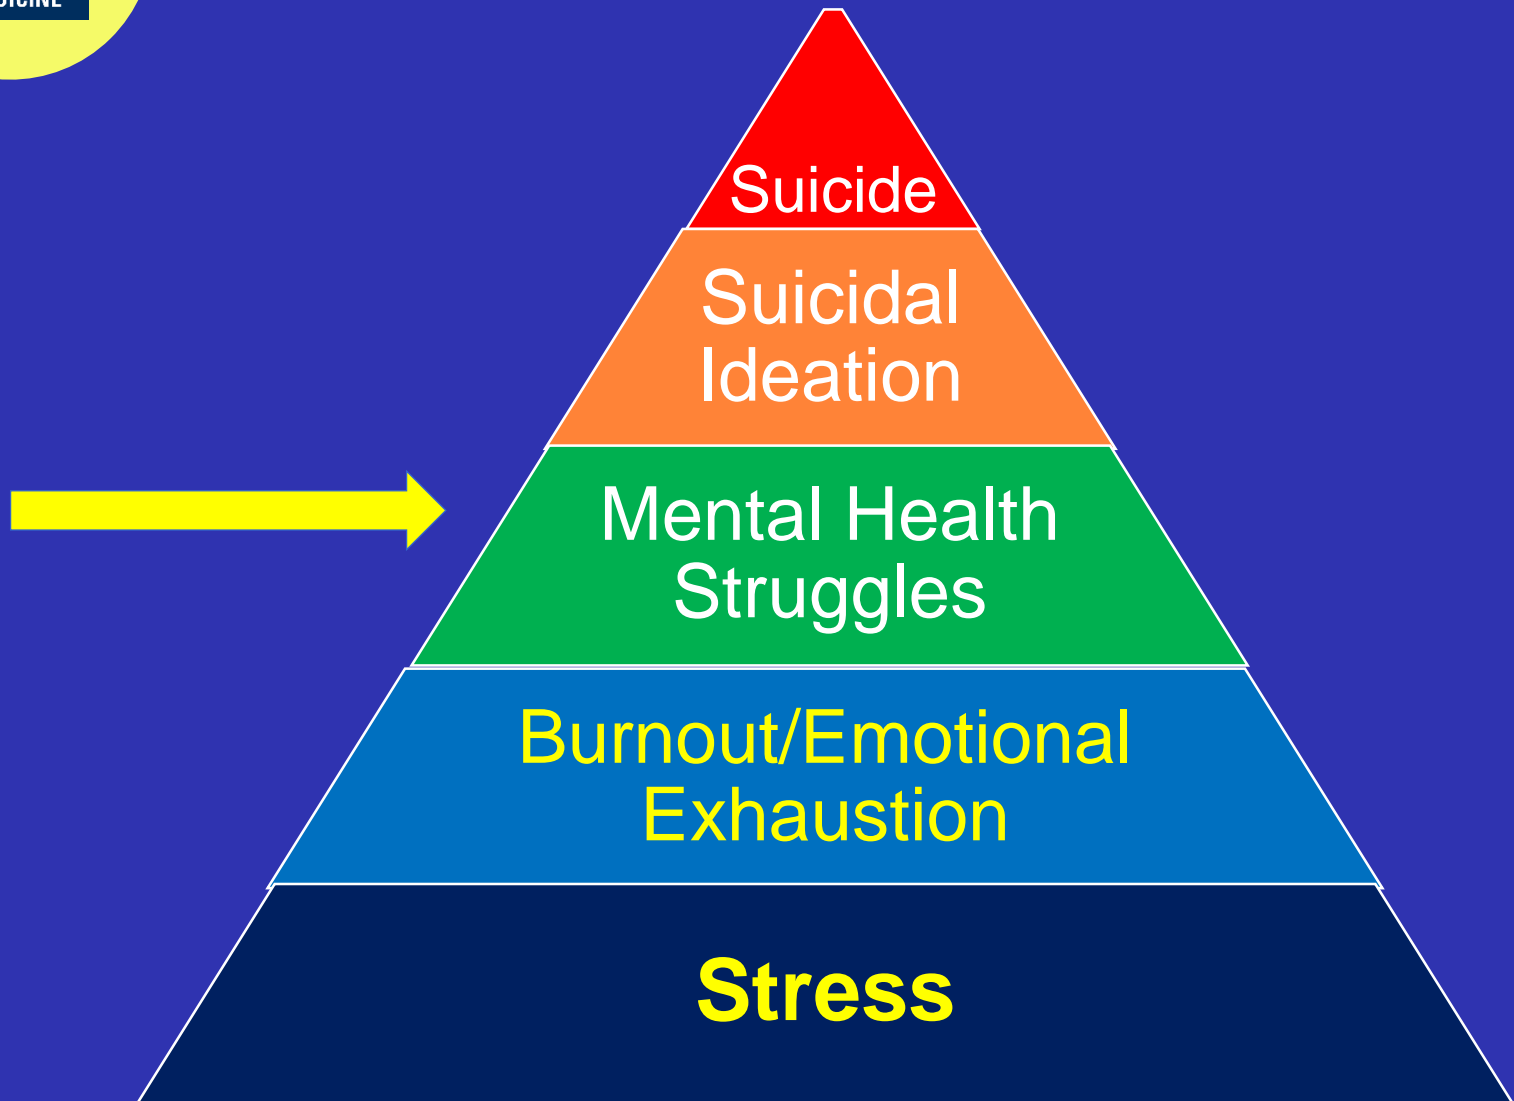 Suicide
Suicidal
Ideation
Mental Health
Struggles
Burnout/Emotional
Exhaustion
Stress